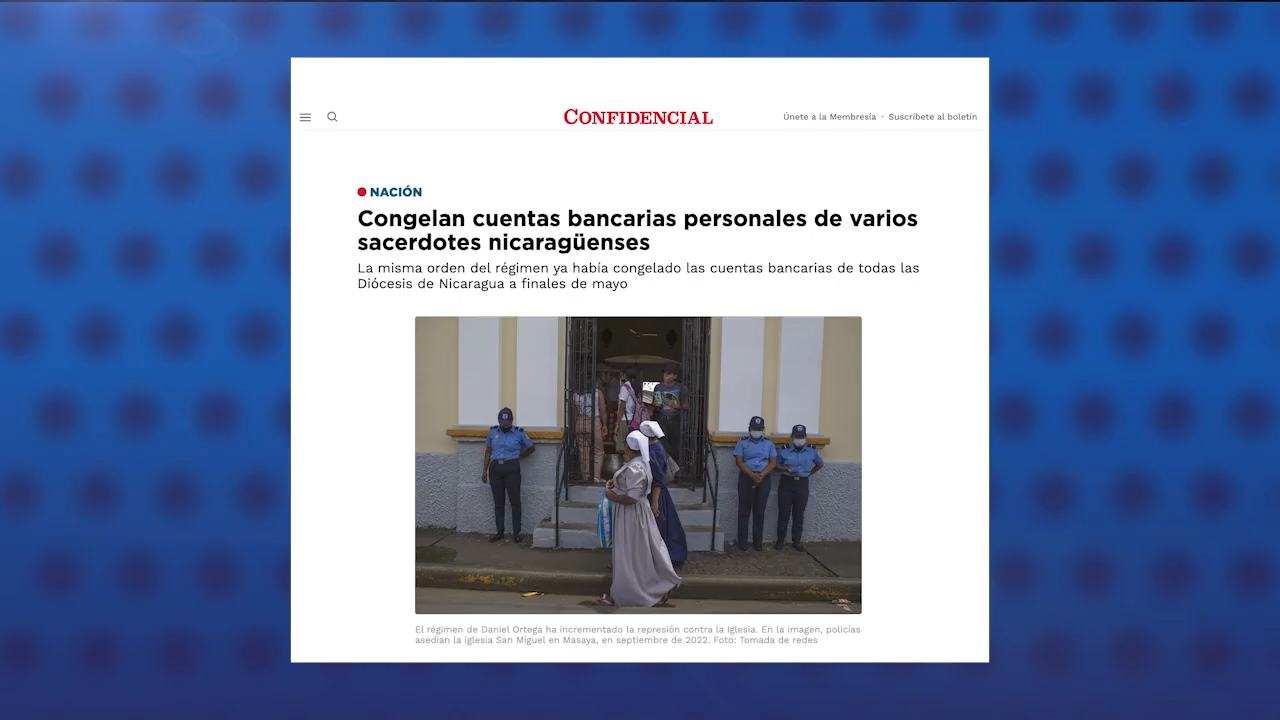 CONFIDENCIAL
Únete a la Membresía · Suscríbete al boletín
NACIÓN
Congelan cuentas bancarias personales de varios
sacerdotes nicaragüenses
La misma orden del régimen ya había congelado las cuentas bancarias de todas las
Diócesis de Nicaragua a finales de mayo
El régimen de Daniel Ortega ha incrementado la represión contra la Iglesia. En la imagen, policías
asedian la iglesia San Miguel en Masaya, en septiembre de 2022. Foto: Tomada de redes